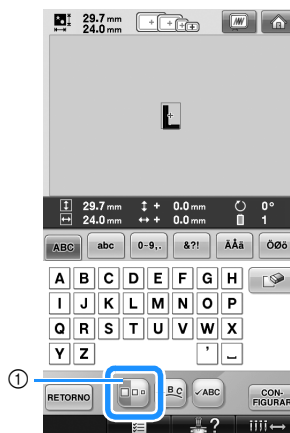 29.7 mm
24.0 mm
L
29.7 mm + 0.0 mm 0°
24.0 mm + 0.0 mm 1
ABC abc 0-9,. &?! ÄÅä ÖØö
A B C D E F G H
I J K L M N O P
Q R S T U V W X
Y Z ' _
①
RETORNO B C ✓ABC CON-
FIGURAR
?